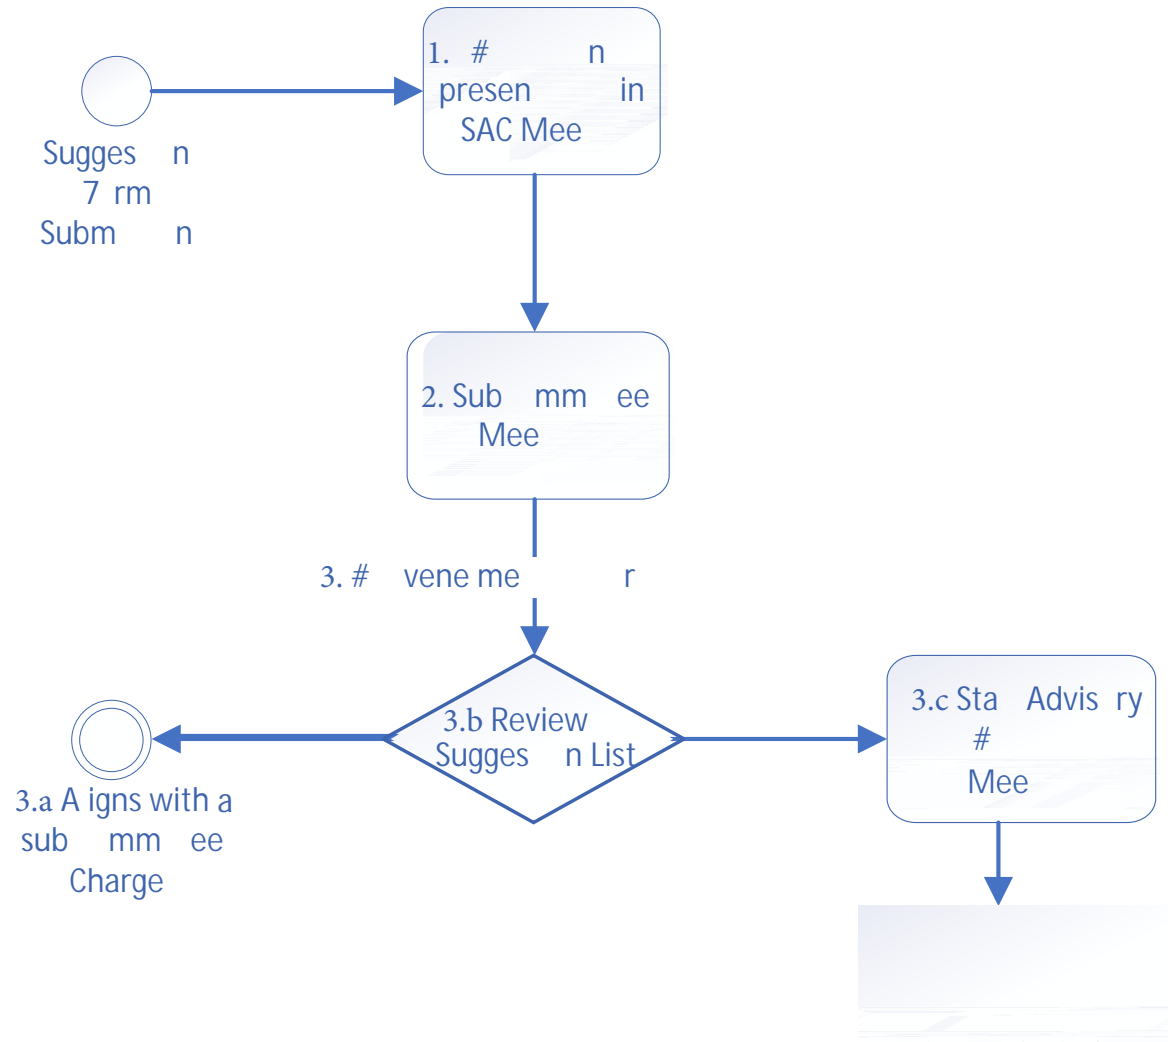 1. # n
presen in
SAC Mee
Sugges n
7 rm
Subm n
2. Sub mm ee
Mee
3. # vene me r
3.b Review
Sugges n List
3.c Sta Advis ry
#
Mee
3.a A igns with a
sub mm ee
Charge